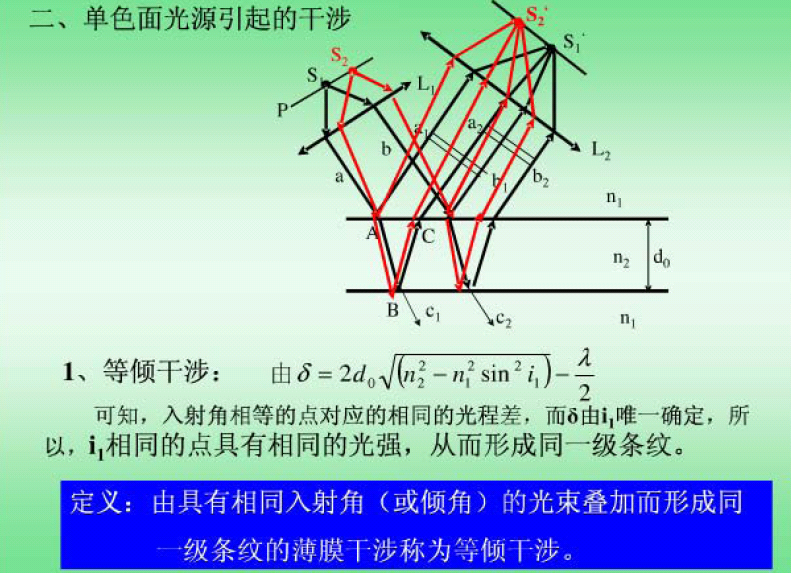 二、单色面光源引起的干涉
S₂'
S₁'
S₂
S₁
L₁
P
a₁
a₂
b
L₂
a
b₁
b₂
n₁
A
C
n₂
d₀
B
c₁
c₂
n₁
1、等倾干涉： 由 δ = 2d₀√(n₂² − n₁² sin² i₁) − λ/2
可知，入射角相等的点对应的相同的光程差，而δ由i₁唯一确定，所
以，i₁相同的点具有相同的光强，从而形成同一级条纹。
定义：由具有相同入射角（或倾角）的光束叠加而形成同
一级条纹的薄膜干涉称为等倾干涉。